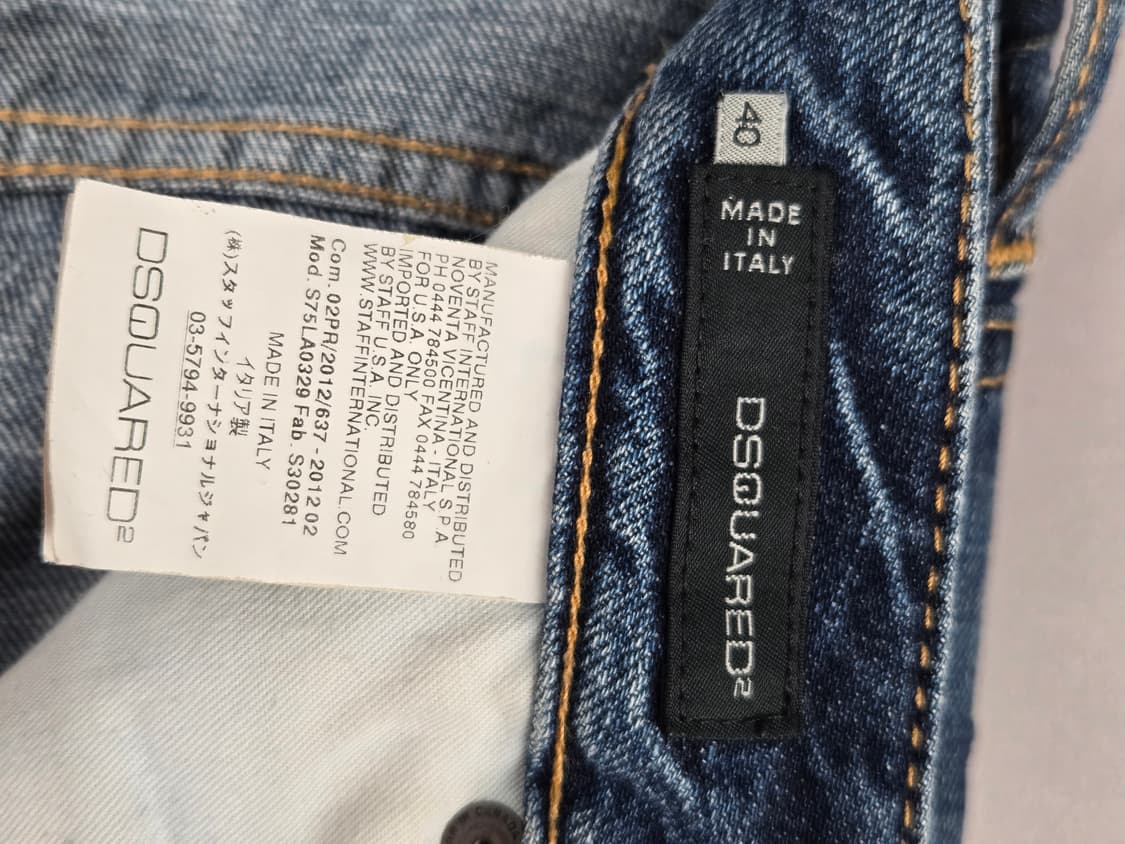 MANUFACTURED AND DISTRIBUTED
BY STAFF INTERNATIONAL S.P.A
NOVENTA VICENTINA - ITALY
PH 0444 784500 FAX 0444 784580
FOR U.S.A. ONLY
IMPORTED AND DISTRIBUTED
BY STAFF U.S.A. INC.
WWW.STAFFINTERNATIONAL.COM
Com. 02PR/2012/637 - 2012 02
Mod. S75LA0329 Fab. S30281
MADE IN ITALY
イタリア製
(株)スタッフインターナショナルジャパン
03-5794-9931
DSQUARED2
40
MADE
IN
ITALY
DSQUARED2